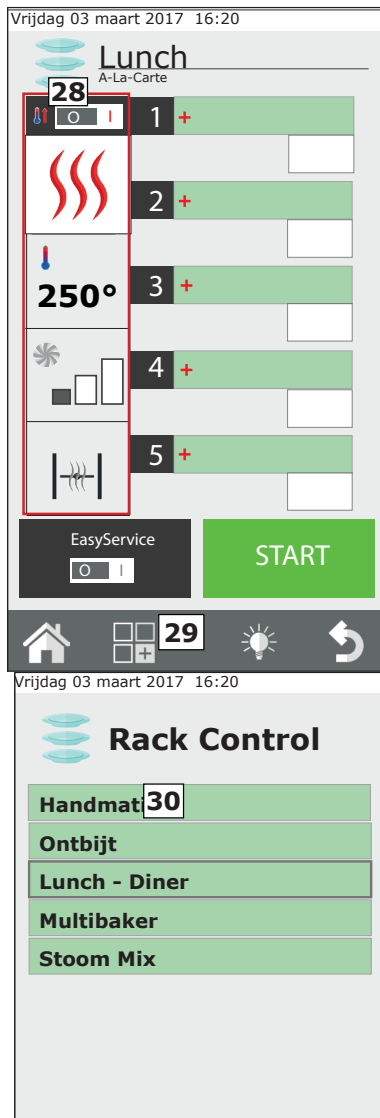 Vrijdag 03 maart 2017 16:20
Lunch
A-La-Carte
28
O I
1 +
2 +
250°
3 +
4 +
5 +
EasyService
O I
START
29
Vrijdag 03 maart 2017 16:20
Rack Control
30
Ontbijt
Lunch - Diner
Multibaker
Stoom Mix